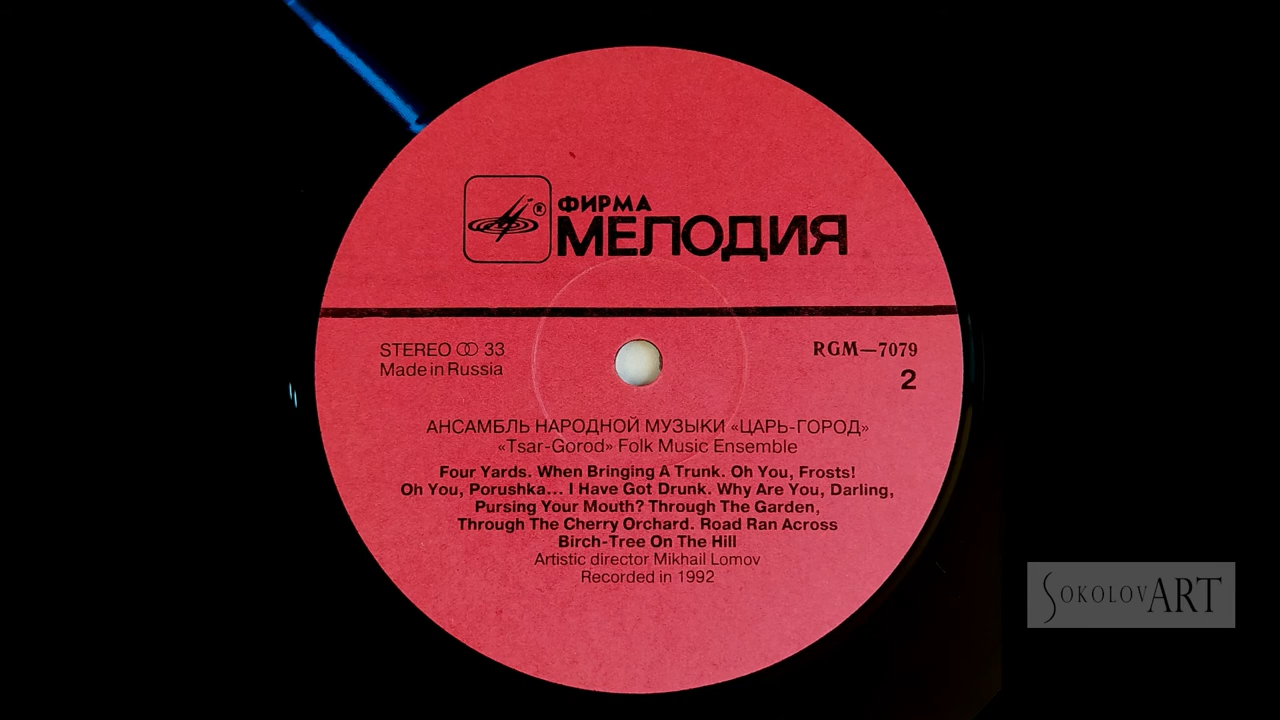 ®
ФИРМА
МЕЛОДИЯ
STEREO 33
Made in Russia
RGM—7079
2
АНСАМБЛЬ НАРОДНОЙ МУЗЫКИ «ЦАРЬ-ГОРОД»
«Tsar-Gorod» Folk Music Ensemble
Four Yards. When Bringing A Trunk. Oh You, Frosts!
Oh You, Porushka... I Have Got Drunk. Why Are You, Darling,
Pursing Your Mouth? Through The Garden,
Through The Cherry Orchard. Road Ran Across
Birch-Tree On The Hill
Artistic director Mikhail Lomov
Recorded in 1992
SOKOLOVART